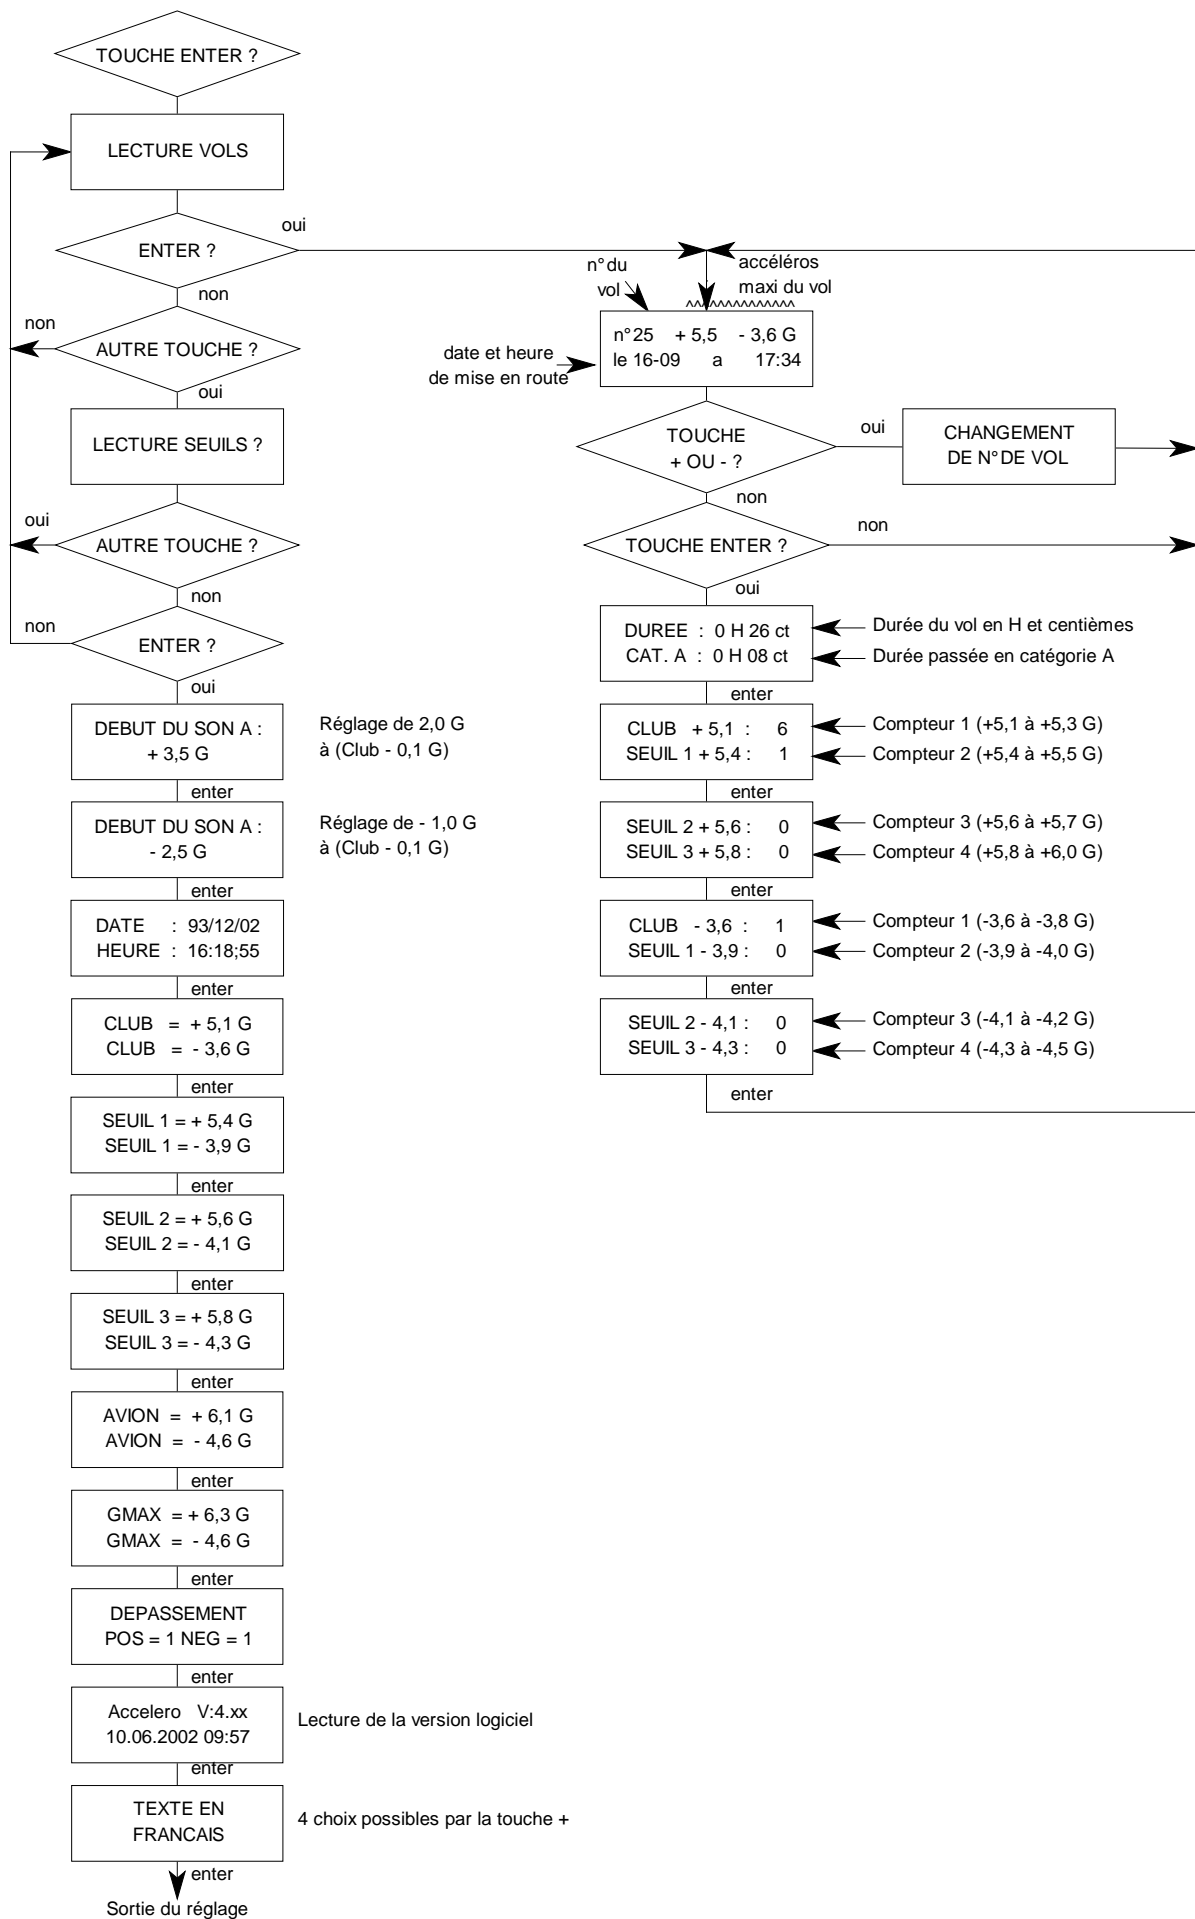 TOUCHE ENTER ?
LECTURE VOLS
ENTER ?
oui
non
non
AUTRE TOUCHE ?
oui
LECTURE SEUILS ?
oui
AUTRE TOUCHE ?
non
non
ENTER ?
oui
DEBUT DU SON A :
+ 3,5 G
Réglage de 2,0 G
à (Club - 0,1 G)
enter
DEBUT DU SON A :
- 2,5 G
Réglage de - 1,0 G
à (Club - 0,1 G)
enter
DATE : 93/12/02
HEURE : 16:18;55
enter
CLUB = + 5,1 G
CLUB = - 3,6 G
enter
SEUIL 1 = + 5,4 G
SEUIL 1 = - 3,9 G
enter
SEUIL 2 = + 5,6 G
SEUIL 2 = - 4,1 G
enter
SEUIL 3 = + 5,8 G
SEUIL 3 = - 4,3 G
enter
AVION = + 6,1 G
AVION = - 4,6 G
enter
GMAX = + 6,3 G
GMAX = - 4,6 G
enter
DEPASSEMENT
POS = 1 NEG = 1
enter
Accelero V:4.xx
10.06.2002 09:57
Lecture de la version logiciel
enter
TEXTE EN
FRANCAIS
4 choix possibles par la touche +
enter
Sortie du réglage
n° du
vol
accéléros
maxi du vol
^^^^^^^^^^^^^^
n°25 + 5,5 - 3,6 G
le 16-09 a 17:34
date et heure
de mise en route
TOUCHE
+ OU - ?
oui
CHANGEMENT
DE N° DE VOL
non
TOUCHE ENTER ?
non
oui
DUREE : 0 H 26 ct
CAT. A : 0 H 08 ct
Durée du vol en H et centièmes
Durée passée en catégorie A
enter
CLUB + 5,1 : 6
SEUIL 1 + 5,4 : 1
Compteur 1 (+5,1 à +5,3 G)
Compteur 2 (+5,4 à +5,5 G)
enter
SEUIL 2 + 5,6 : 0
SEUIL 3 + 5,8 : 0
Compteur 3 (+5,6 à +5,7 G)
Compteur 4 (+5,8 à +6,0 G)
enter
CLUB - 3,6 : 1
SEUIL 1 - 3,9 : 0
Compteur 1 (-3,6 à -3,8 G)
Compteur 2 (-3,9 à -4,0 G)
enter
SEUIL 2 - 4,1 : 0
SEUIL 3 - 4,3 : 0
Compteur 3 (-4,1 à -4,2 G)
Compteur 4 (-4,3 à -4,5 G)
enter